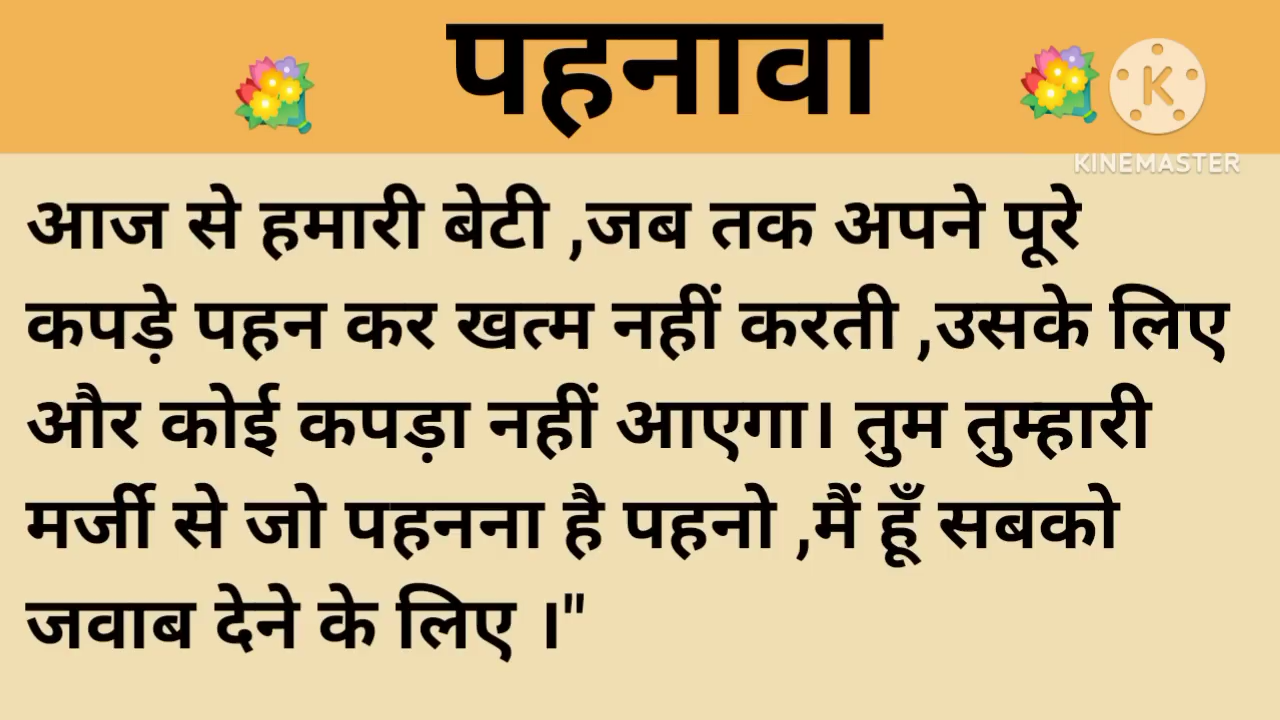 पहनावा
KINEMASTER
आज से हमारी बेटी ,जब तक अपने पूरे
कपड़े पहन कर खत्म नहीं करती ,उसके लिए
और कोई कपड़ा नहीं आएगा। तुम तुम्हारी
मर्जी से जो पहनना है पहनो ,मैं हूँ सबको
जवाब देने के लिए ।"